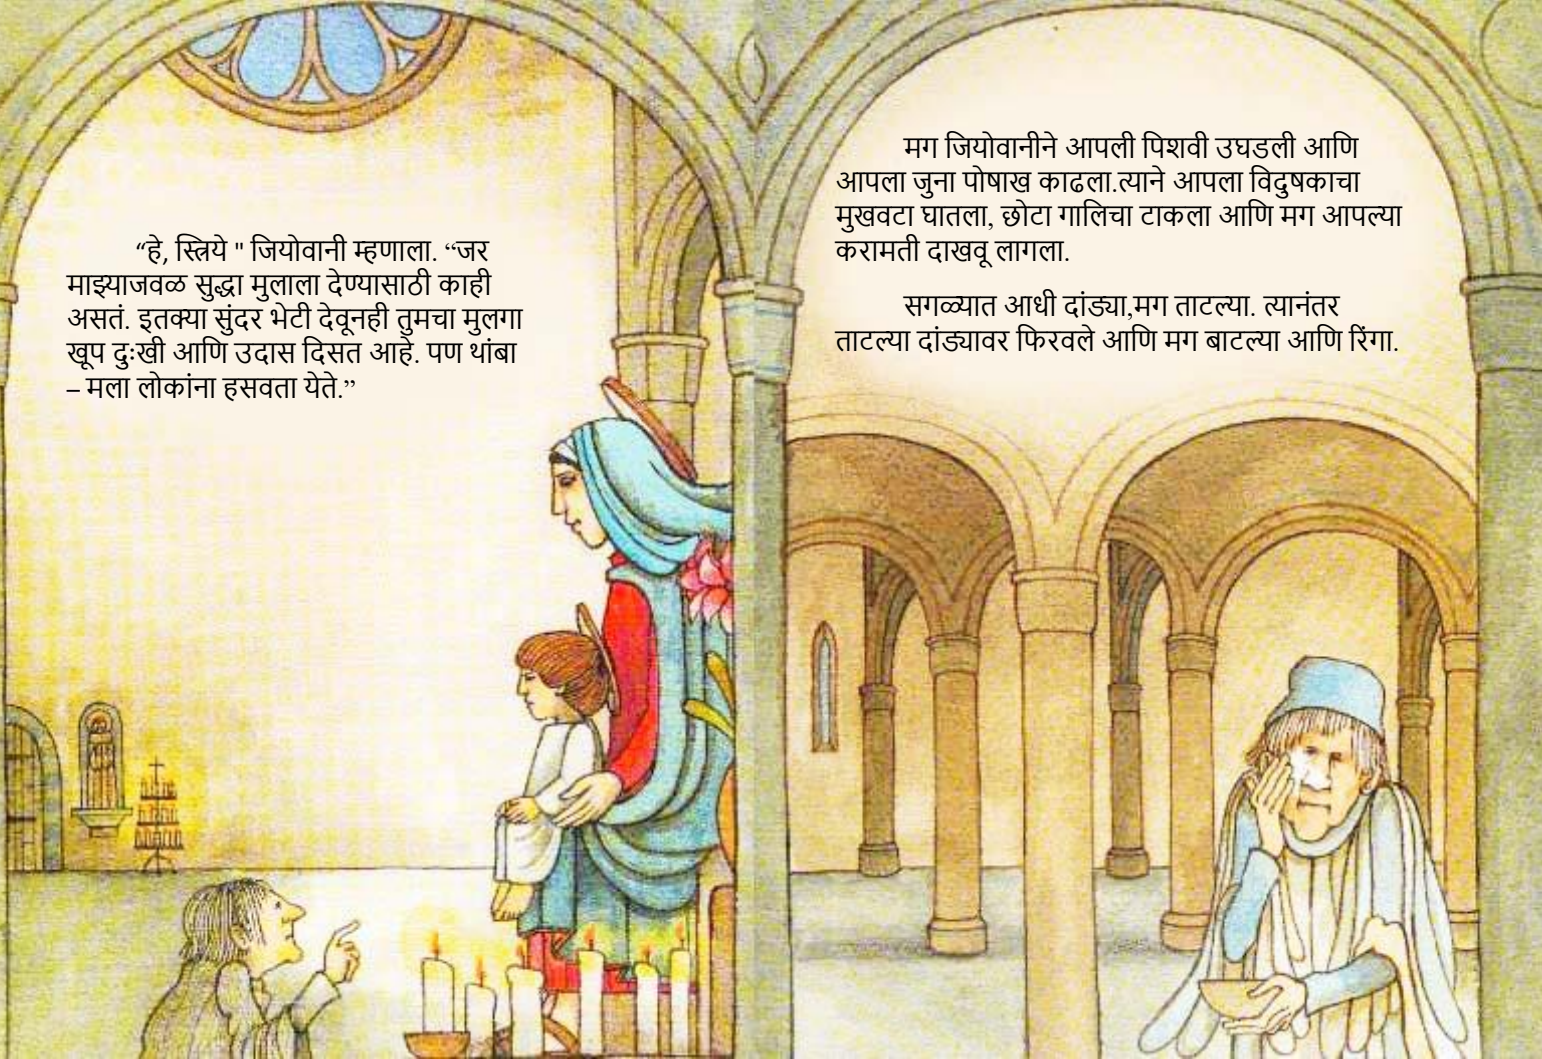 “हे, स्त्रिये " जियोवानी म्हणाला. “जर
माझ्याजवळ सुद्धा मुलाला देण्यासाठी काही
असतं. इतक्या सुंदर भेटी देवूनही तुमचा मुलगा
खूप दुःखी आणि उदास दिसत आहे. पण थांबा
– मला लोकांना हसवता येते.”
मग जियोवानीने आपली पिशवी उघडली आणि
आपला जुना पोषाख काढला.त्याने आपला विदुषकाचा
मुखवटा घातला, छोटा गालिचा टाकला आणि मग आपल्या
करामती दाखवू लागला.
सगळ्यात आधी दांड्या,मग ताटल्या. त्यानंतर
ताटल्या दांड्यावर फिरवले आणि मग बाटल्या आणि रिंगा.